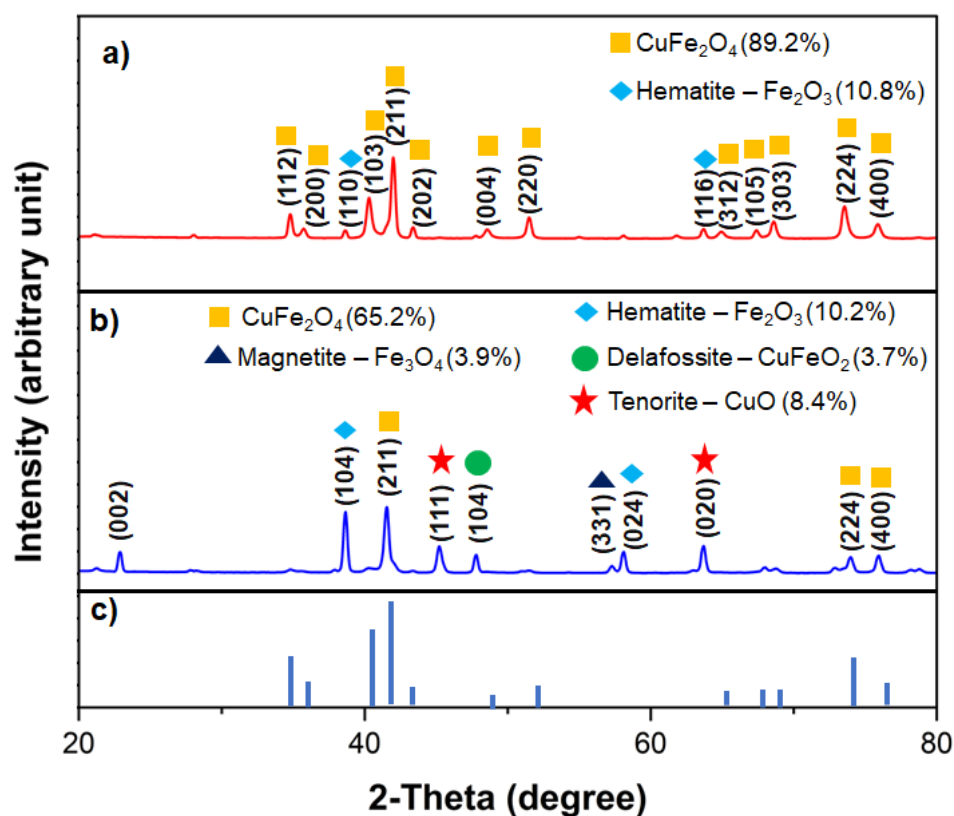 a)
CuFe₂O₄ (89.2%)
Hematite – Fe₂O₃ (10.8%)
(112)
(200)
(110)
(103)
(211)
(202)
(004)
(220)
(116)
(312)
(105)
(303)
(224)
(400)
b)
CuFe₂O₄ (65.2%)
Magnetite – Fe₃O₄ (3.9%)
Hematite – Fe₂O₃ (10.2%)
Delafossite – CuFeO₂ (3.7%)
Tenorite – CuO (8.4%)
(002)
(104)
(211)
(111)
(104)
(331)
(024)
(020)
(224)
(400)
c)
20
40
60
80
2-Theta (degree)
Intensity (arbitrary unit)